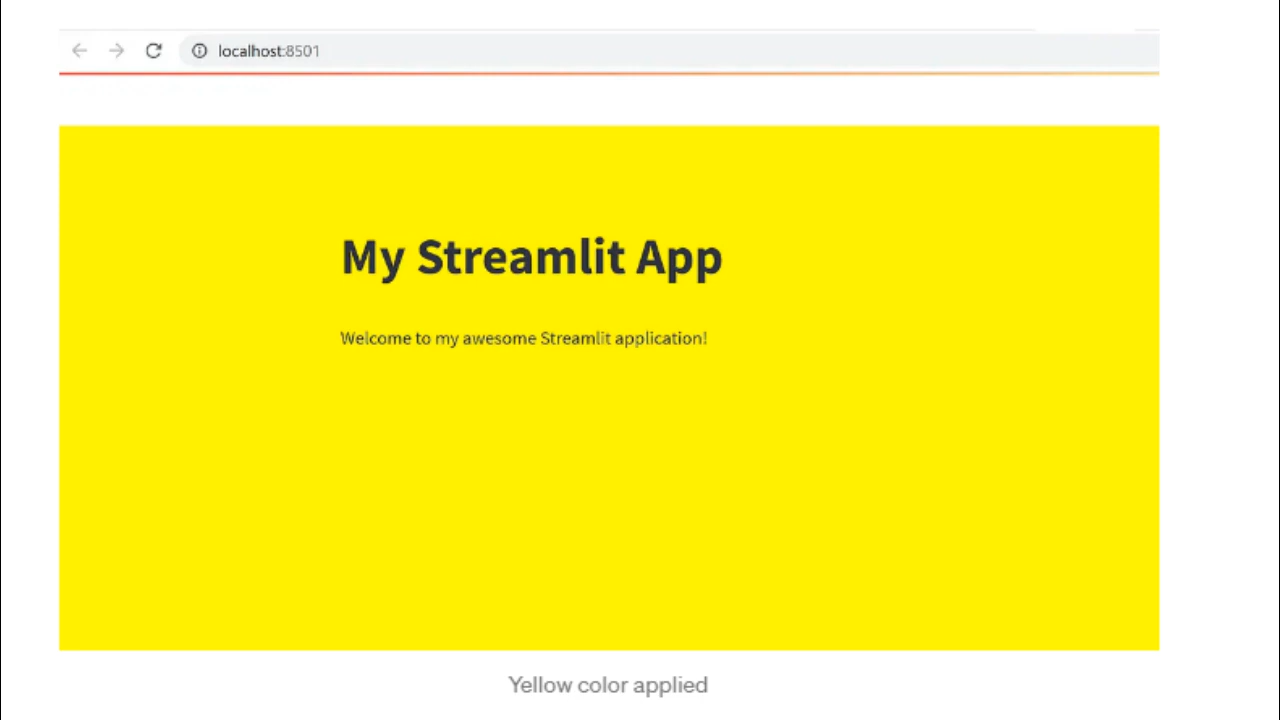 localhost:8501
My Streamlit App
Welcome to my awesome Streamlit application!
Yellow color applied